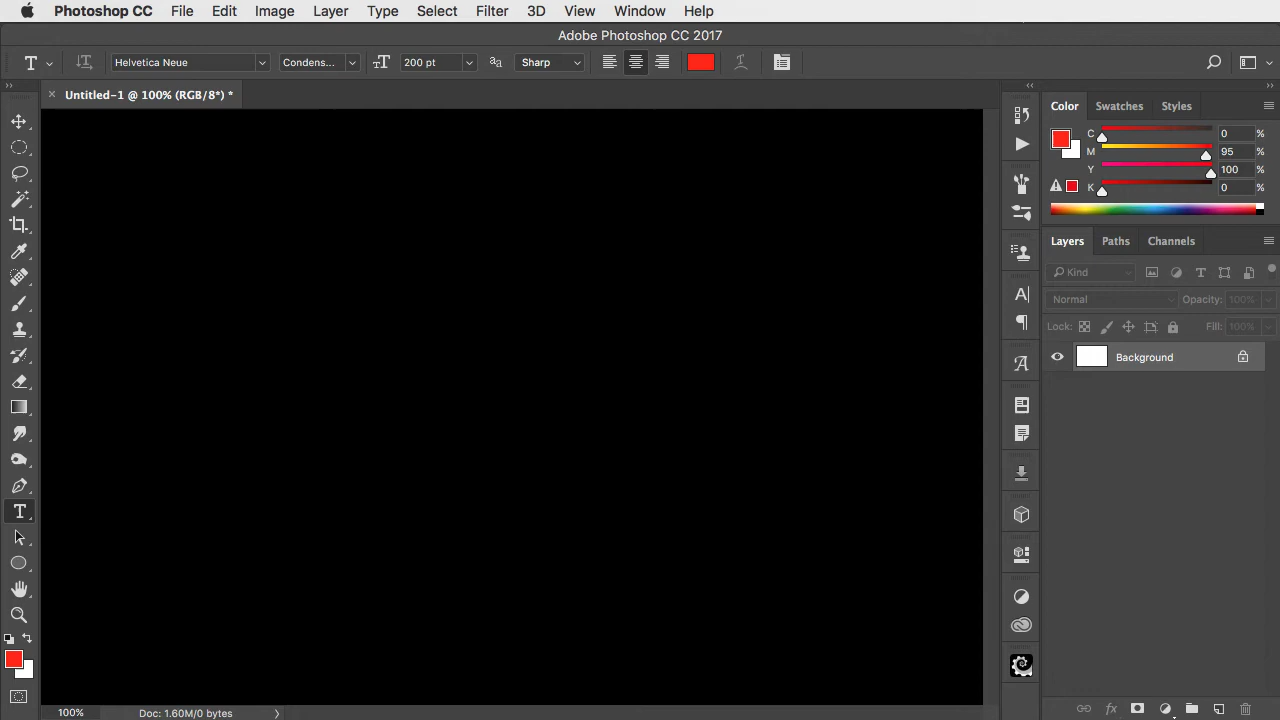 Photoshop CC File Edit Image Layer Type Select Filter 3D View Window Help
Adobe Photoshop CC 2017
T Helvetica Neue Condens... 200 pt aa Sharp
Untitled-1 @ 100% (RGB/8*) *
Color Swatches Styles
C 0 %
M 95 %
Y 100 %
K 0 %
Layers Paths Channels
Kind
Normal Opacity: 100%
Lock: Fill: 100%
Background
100% Doc: 1.60M/0 bytes
fx